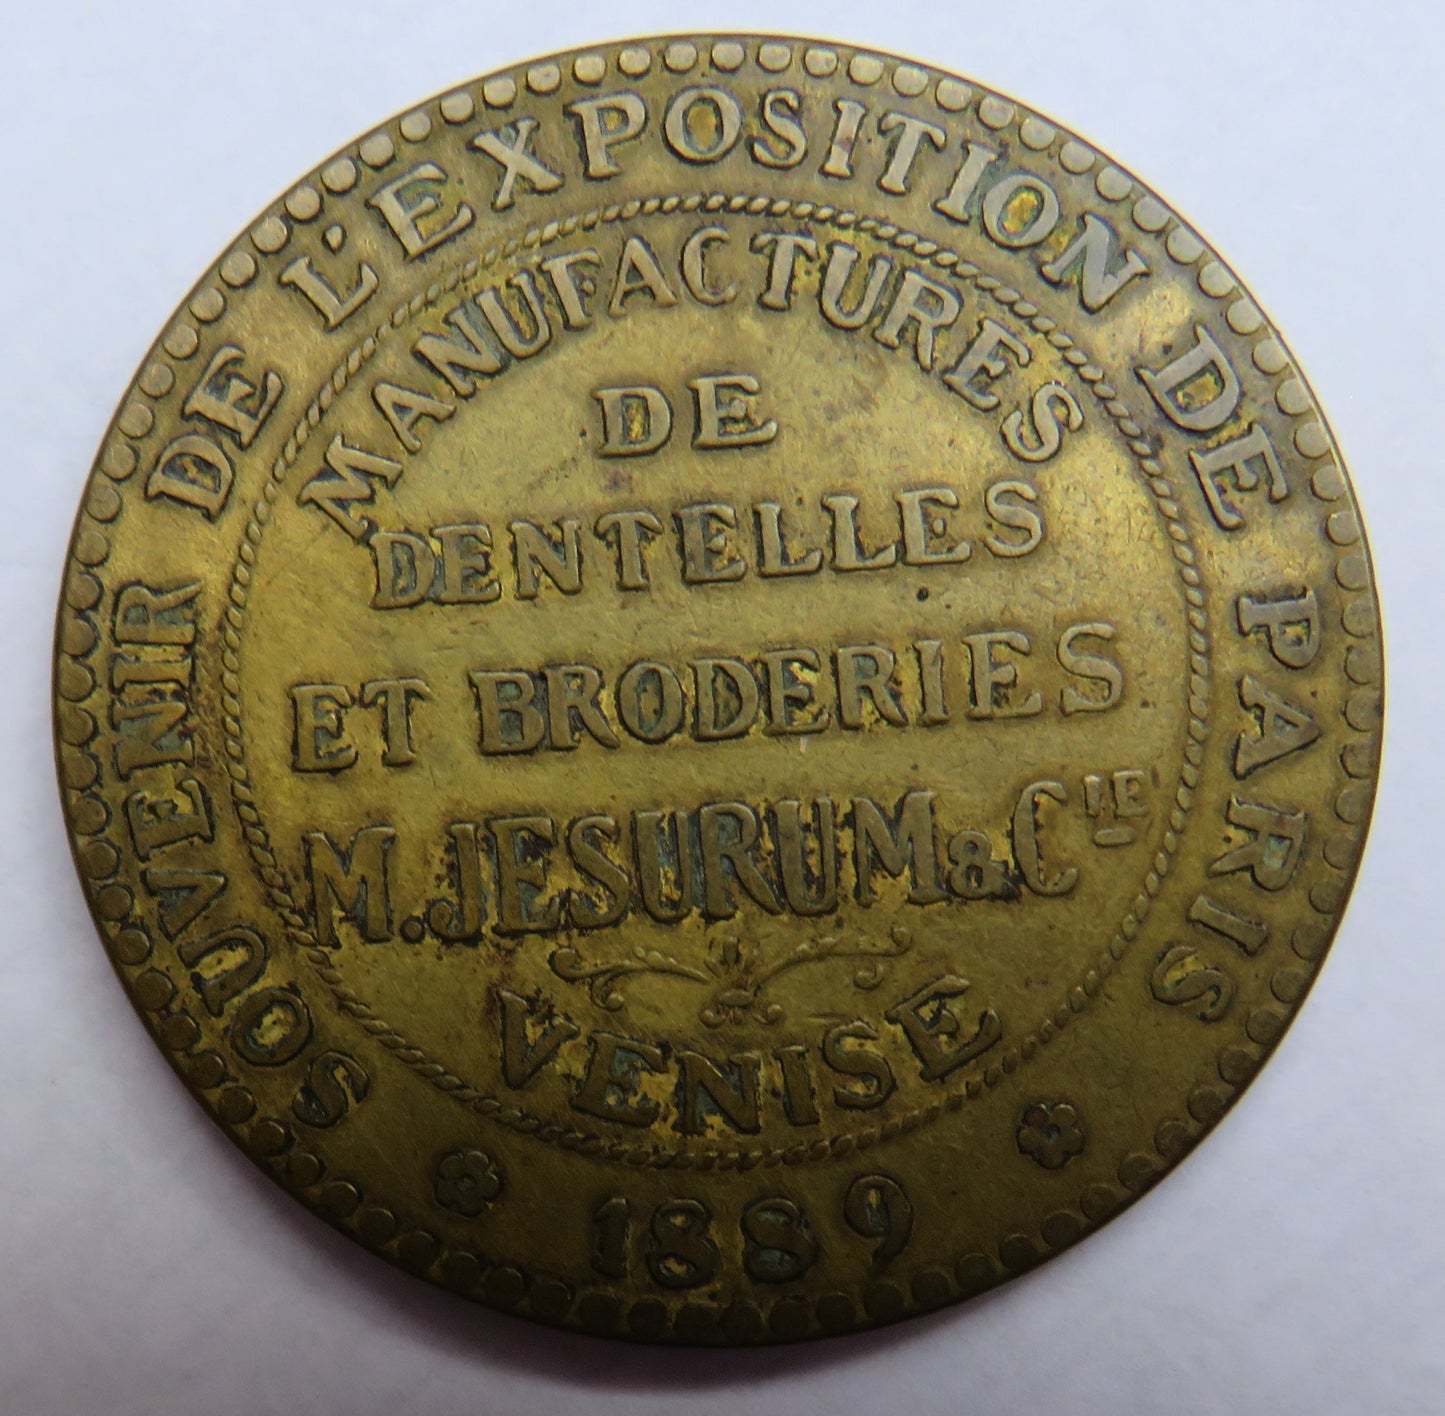 SOUVENIR DE L'EXPOSITION DE PARIS
1889
MANUFACTURES
DE
DENTELLES
ET BRODERIES
M. JESURUM & CIE
VENISE